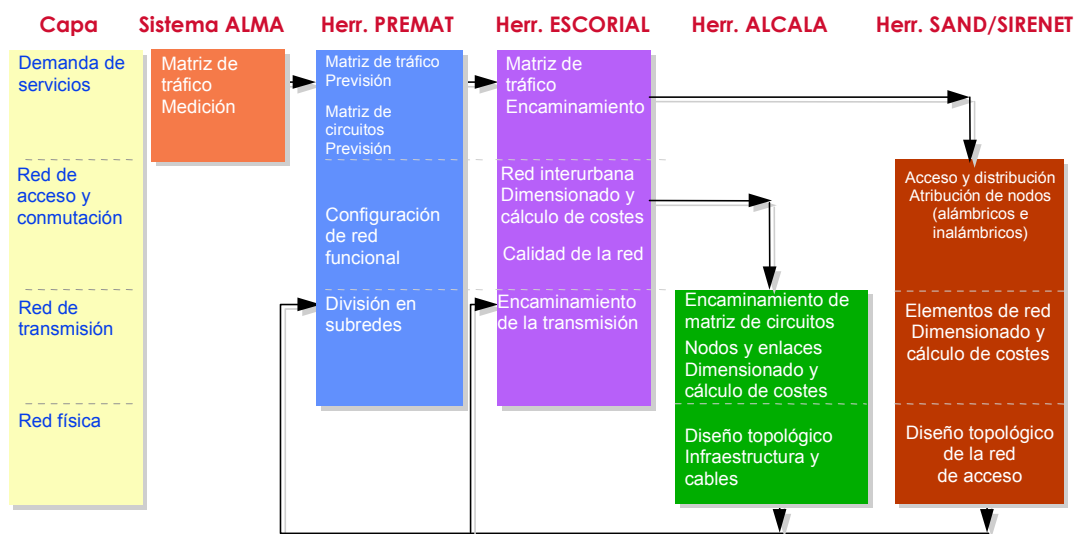 Capa
Sistema ALMA
Herr. PREMAT
Herr. ESCORIAL
Herr. ALCALA
Herr. SAND/SIRENET
Demanda de
servicios
Red de
acceso y
conmutación
Red de
transmisión
Red física
Matriz de
tráfico
Medición
Matriz de tráfico
Previsión
Matriz de
circuitos
Previsión
Configuración
de red
funcional
División en
subredes
Matriz de
tráfico
Encaminamiento
Red interurbana
Dimensionado y
cálculo de costes
Calidad de la red
Encaminamiento
de la transmisión
Encaminamiento de
matriz de circuitos
Nodos y enlaces
Dimensionado y
cálculo de costes
Diseño topológico
Infraestructura y
cables
Acceso y distribución
Atribución de nodos
(alámbricos e
inalámbricos)
Elementos de red
Dimensionado y
cálculo de costes
Diseño topológico
de la red
de acceso